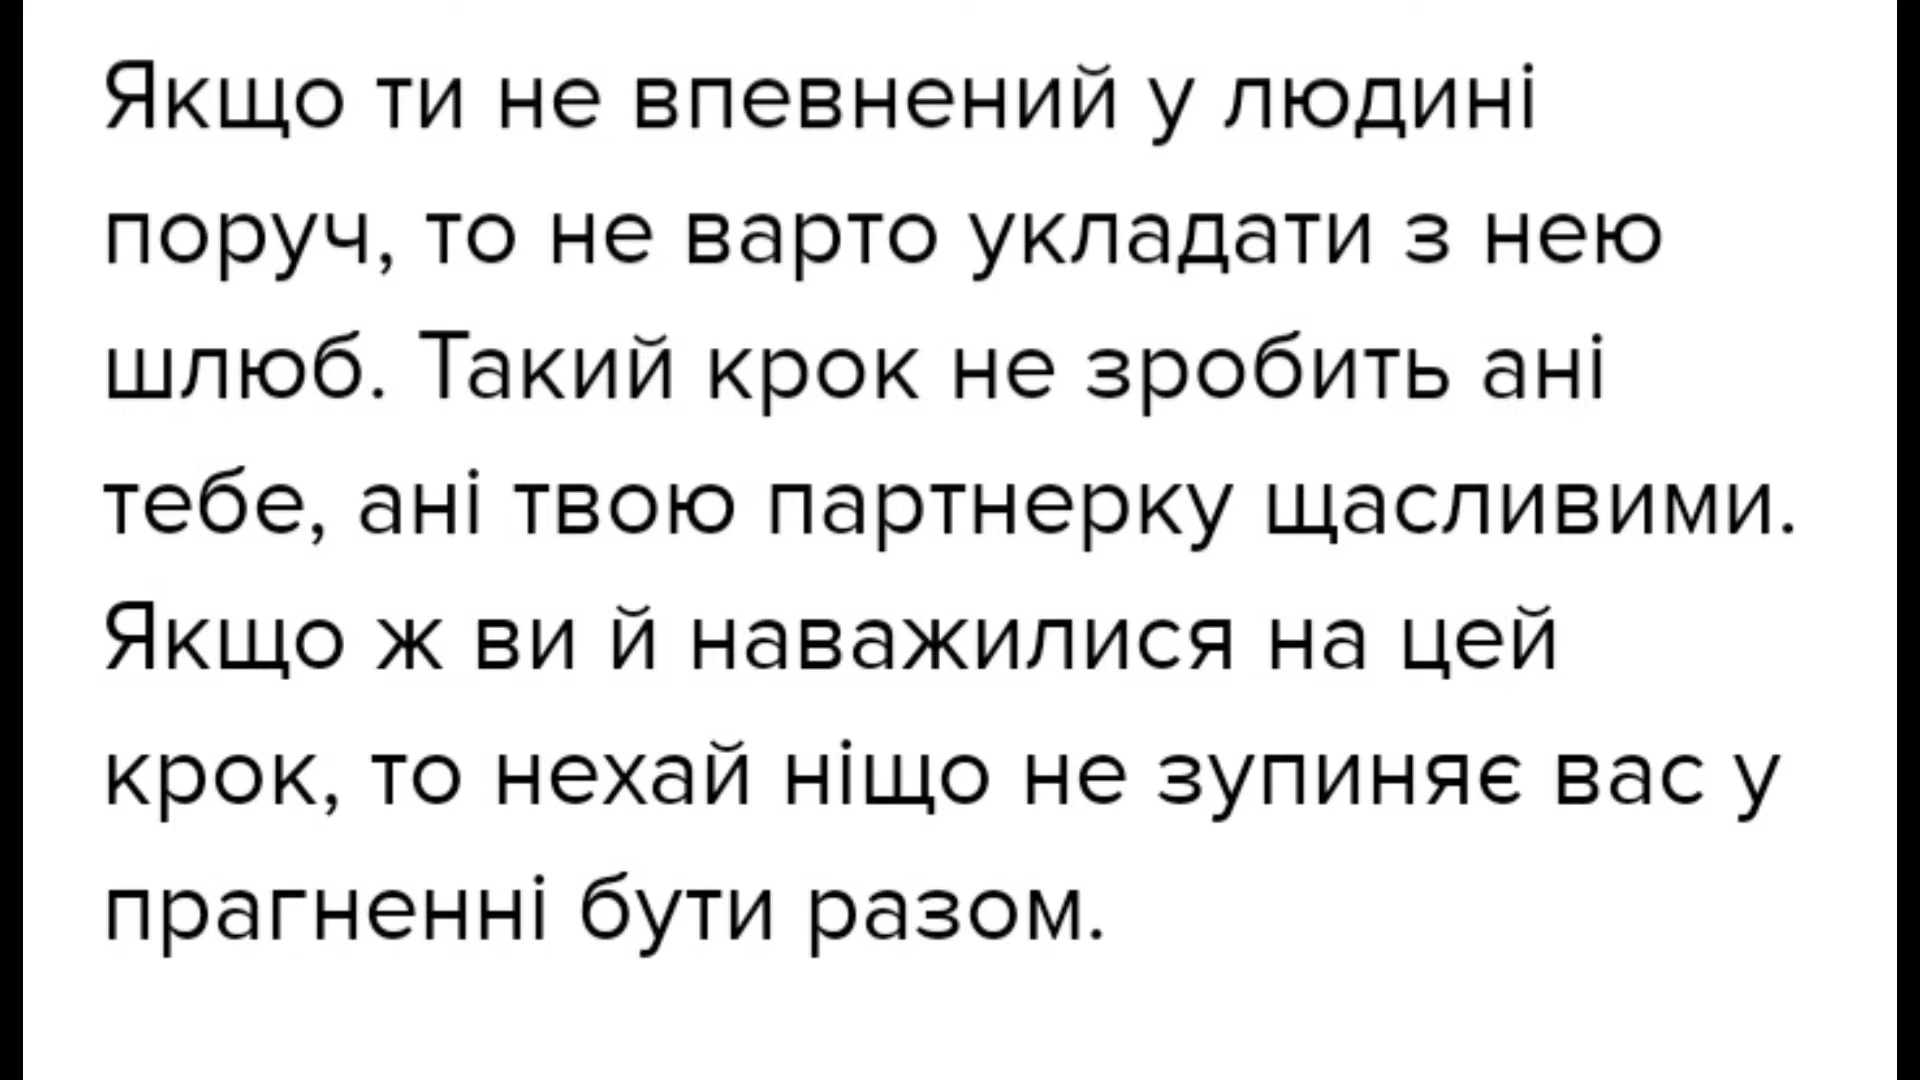 Якщо ти не впевнений у людині
поруч, то не варто укладати з нею
шлюб. Такий крок не зробить ані
тебе, ані твою партнерку щасливими.
Якщо ж ви й наважилися на цей
крок, то нехай ніщо не зупиняє вас у
прагненні бути разом.